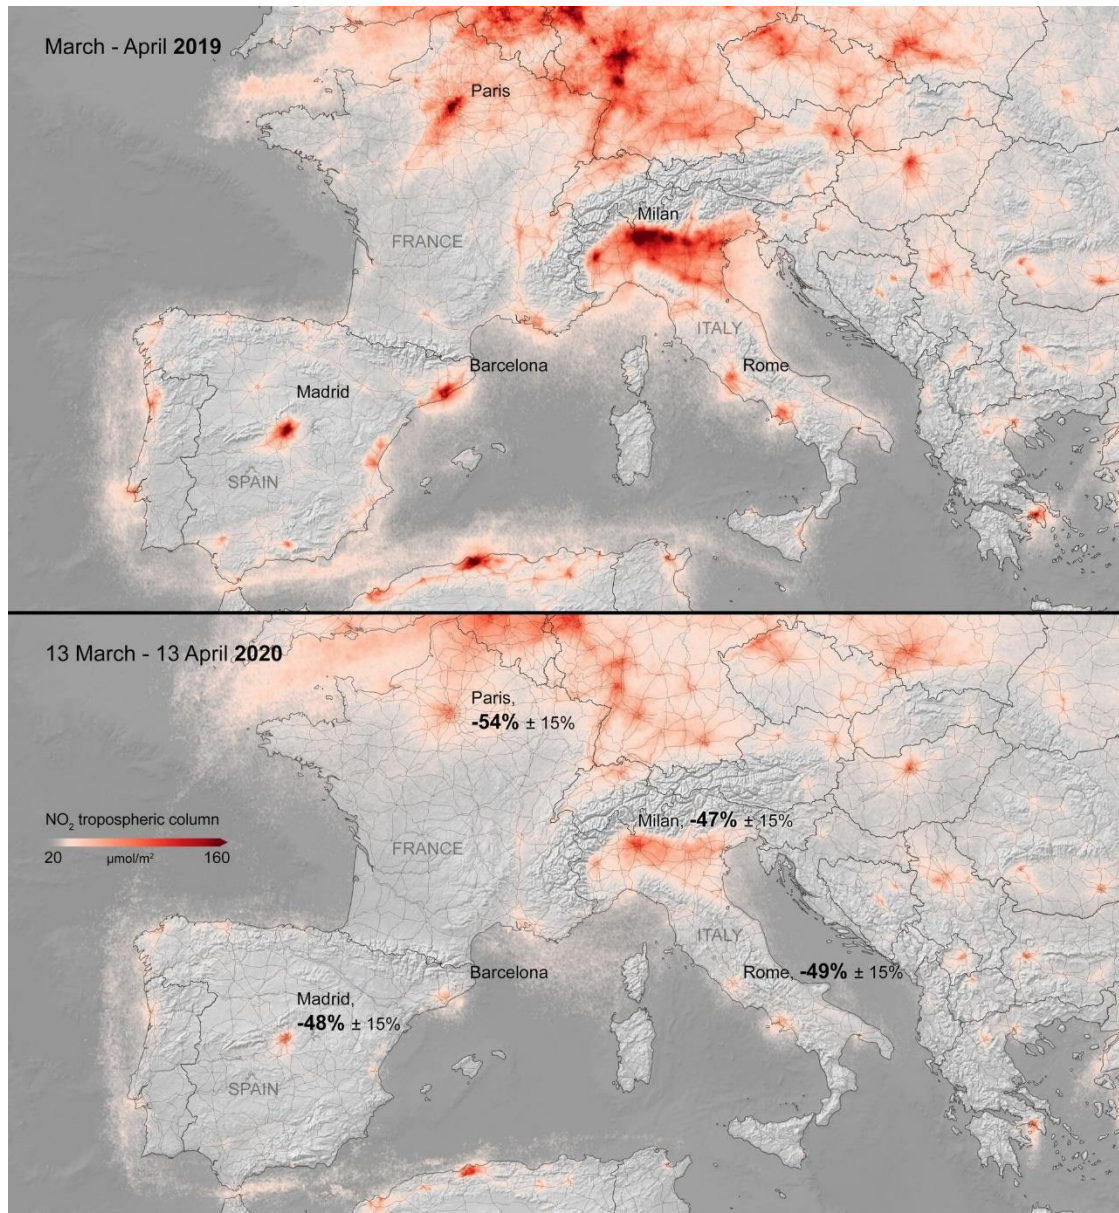 March - April 2019
Paris
Milan
FRANCE
ITALY
Barcelona
Rome
Madrid
SPAIN
13 March - 13 April 2020
Paris,
-54% ± 15%
NO₂ tropospheric column
20 µmol/m² 160
Milan, -47% ± 15%
FRANCE
ITALY
Barcelona
Rome, -49% ± 15%
Madrid,
-48% ± 15%
SPAIN